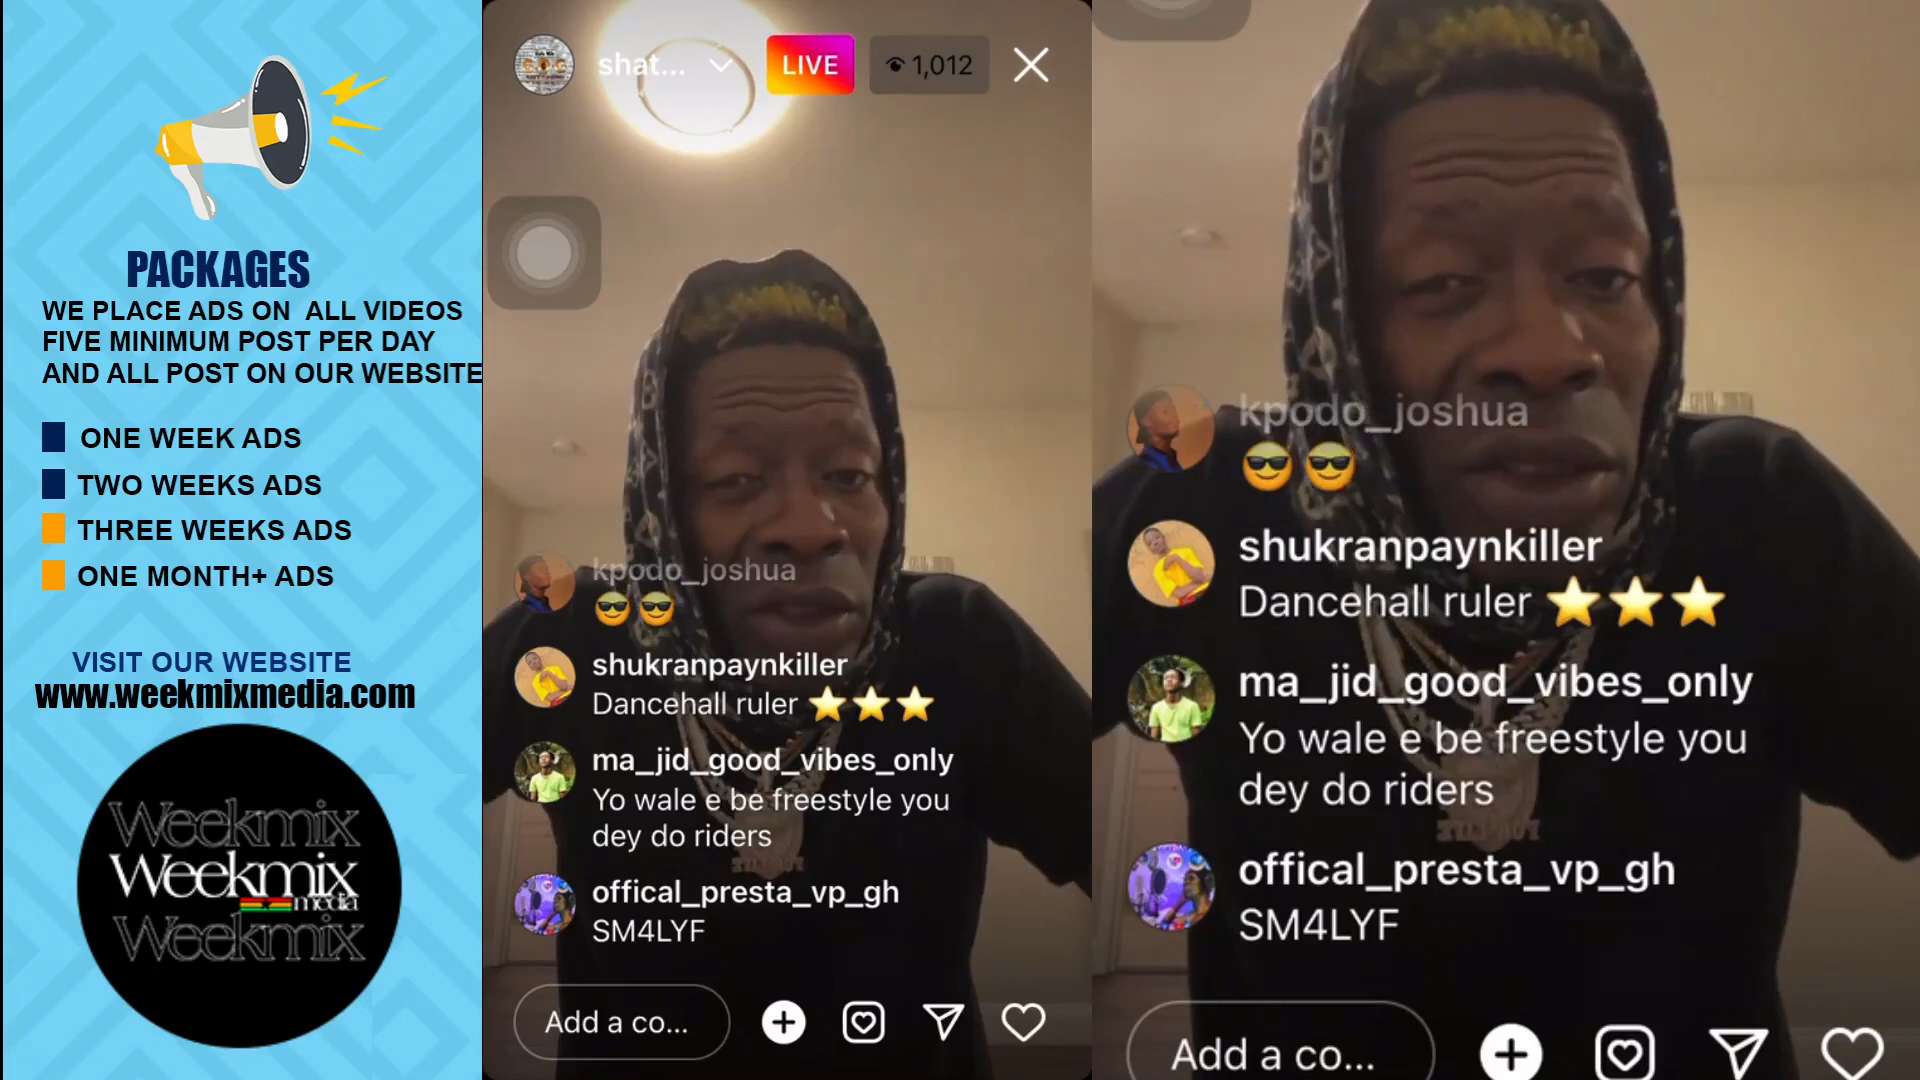 PACKAGES
WE PLACE ADS ON ALL VIDEOS
FIVE MINIMUM POST PER DAY
AND ALL POST ON OUR WEBSITE
ONE WEEK ADS
TWO WEEKS ADS
THREE WEEKS ADS
ONE MONTH+ ADS
VISIT OUR WEBSITE
www.weekmixmedia.com
Weekmix
Weekmix
media
Weekmix
shat...
LIVE
1,012
kpodo_joshua
😎😎
shukranpaynkiller
Dancehall ruler ⭐⭐⭐
ma_jid_good_vibes_only
Yo wale e be freestyle you
dey do riders
offical_presta_vp_gh
SM4LYF
Add a co...
kpodo_joshua
😎😎
shukranpaynkiller
Dancehall ruler ⭐⭐⭐
ma_jid_good_vibes_only
Yo wale e be freestyle you
dey do riders
offical_presta_vp_gh
SM4LYF
Add a co...